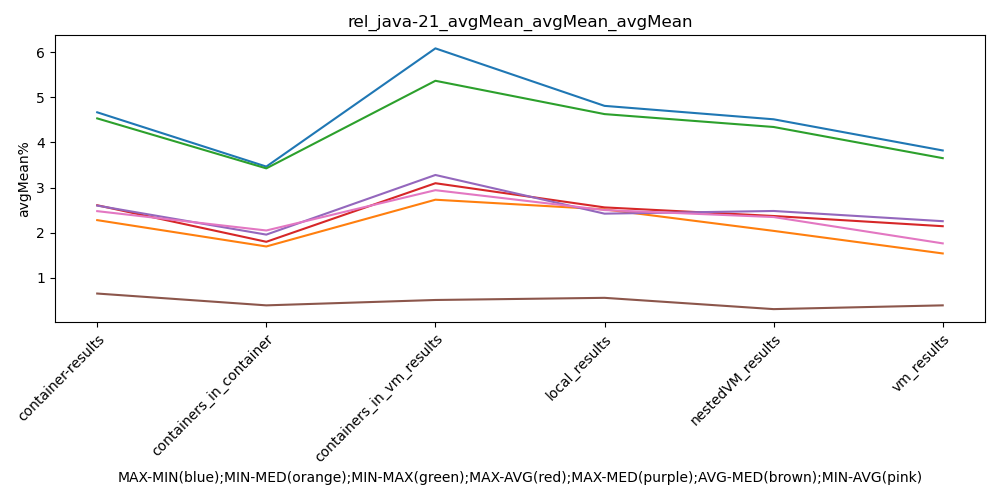 rel_java-21_avgMean_avgMean_avgMean
avgMean%
6
5
4
3
2
1
container-results
containers_in_container
containers_in_vm_results
local_results
nestedVM_results
vm_results
MAX-MIN(blue);MIN-MED(orange);MIN-MAX(green);MAX-AVG(red);MAX-MED(purple);AVG-MED(brown);MIN-AVG(pink)